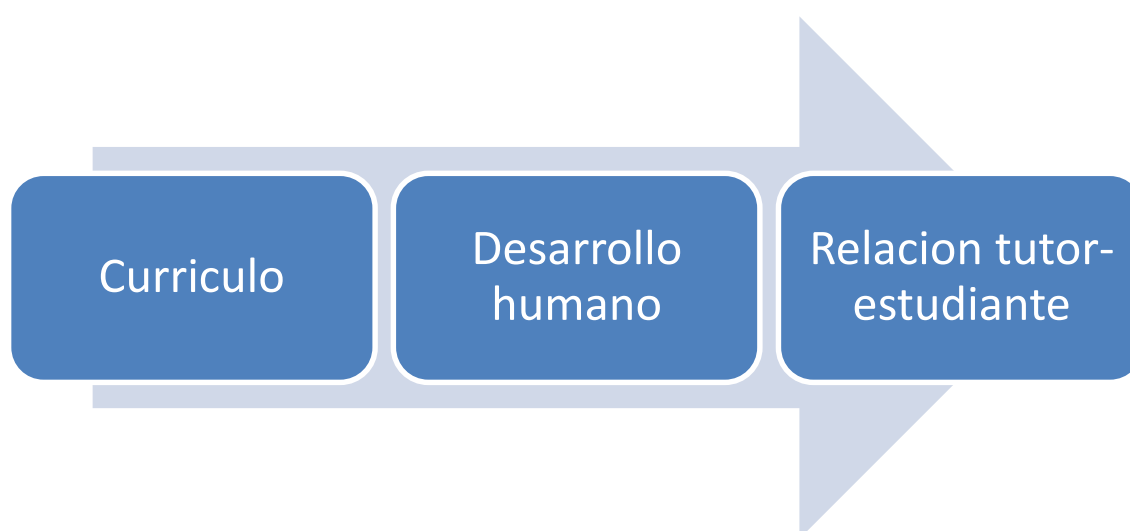 Curriculo
Desarrollo
humano
Relacion tutor-
estudiante